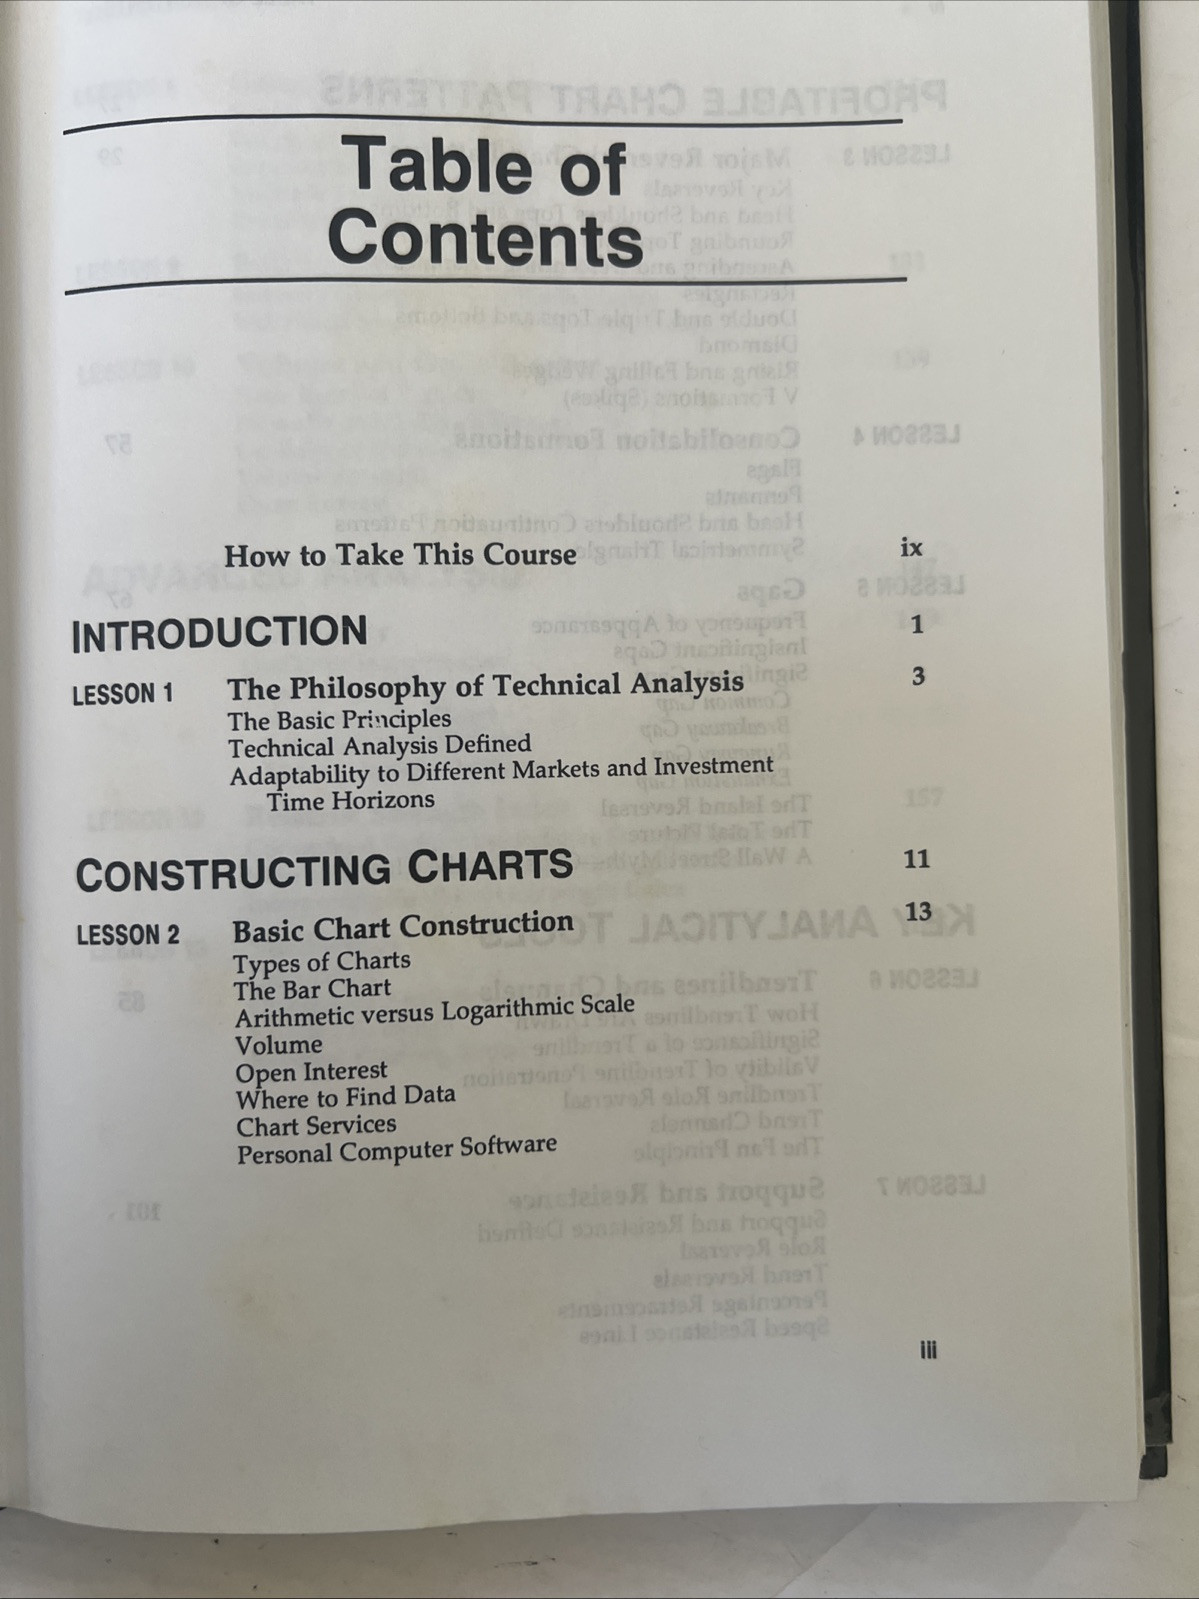 Table of
Contents
How to Take This Course ix
INTRODUCTION 1
LESSON 1 The Philosophy of Technical Analysis 3
The Basic Principles
Technical Analysis Defined
Adaptability to Different Markets and Investment
Time Horizons
CONSTRUCTING CHARTS 11
LESSON 2 Basic Chart Construction 13
Types of Charts
The Bar Chart
Arithmetic versus Logarithmic Scale
Volume
Open Interest
Where to Find Data
Chart Services
Personal Computer Software
iii